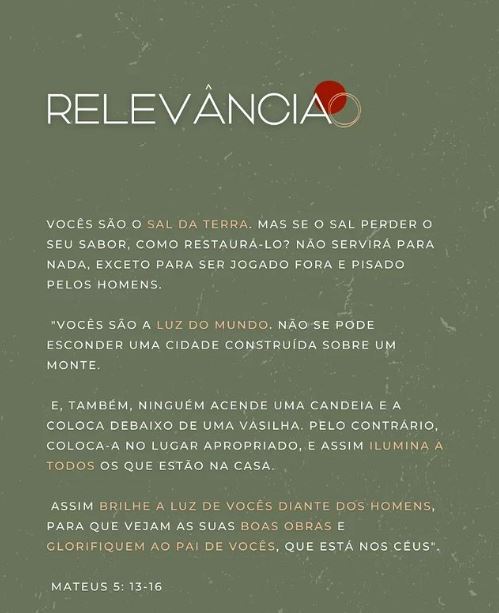 RELEVÂNCIA
VOCÊS SÃO O SAL DA TERRA. MAS SE O SAL PERDER O
SEU SABOR, COMO RESTAURÁ-LO? NÃO SERVIRÁ PARA
NADA, EXCETO PARA SER JOGADO FORA E PISADO
PELOS HOMENS.
"VOCÊS SÃO A LUZ DO MUNDO. NÃO SE PODE
ESCONDER UMA CIDADE CONSTRUÍDA SOBRE UM
MONTE.
E, TAMBÉM, NINGUÉM ACENDE UMA CANDEIA E A
COLOCA DEBAIXO DE UMA VASILHA. PELO CONTRÁRIO,
COLOCA-A NO LUGAR APROPRIADO, E ASSIM ILUMINA A
TODOS OS QUE ESTÃO NA CASA.
ASSIM BRILHE A LUZ DE VOCÊS DIANTE DOS HOMENS,
PARA QUE VEJAM AS SUAS BOAS OBRAS E
GLORIFIQUEM AO PAI DE VOCÊS, QUE ESTÁ NOS CÉUS".
MATEUS 5: 13-16